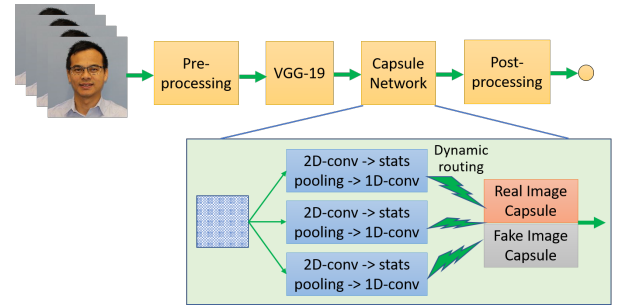 Pre-
processing
VGG-19
Capsule
Network
Post-
processing
2D-conv -> stats
pooling -> 1D-conv
Dynamic
routing
2D-conv -> stats
pooling -> 1D-conv
2D-conv -> stats
pooling -> 1D-conv
Real Image
Capsule
Fake Image
Capsule